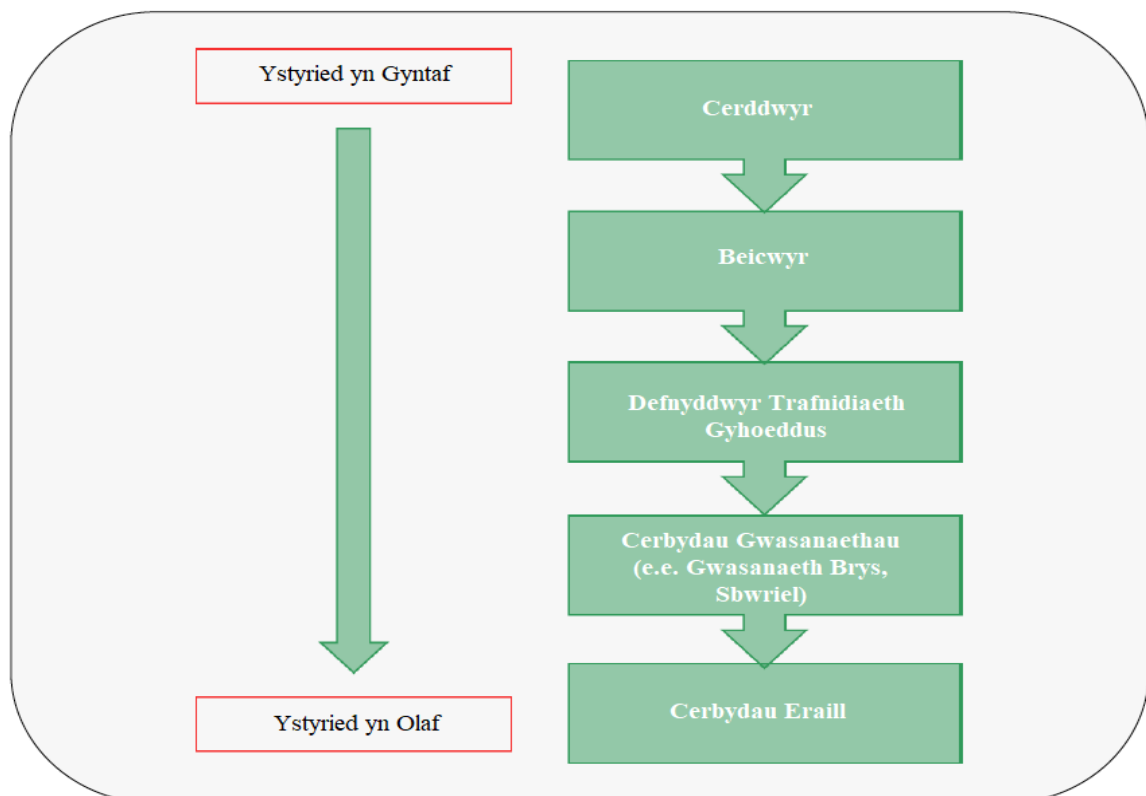 Ystyried yn Gyntaf
Cerddwyr
Beicwyr
Defnyddwyr Trafnidiaeth
Gyhoeddus
Cerbydau Gwasanaethau
(e.e. Gwasanaeth Brys,
Sbwriel)
Cerbydau Eraill
Ystyried yn Olaf